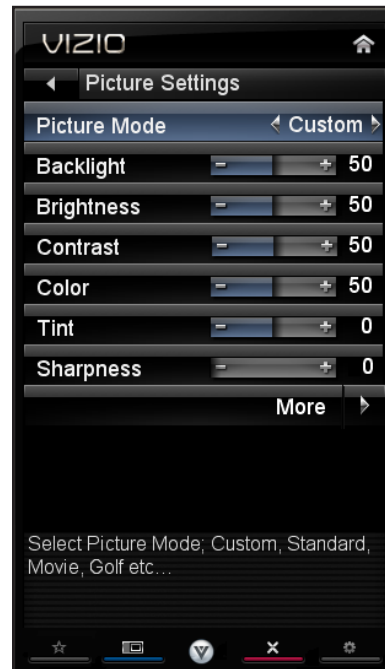 VIZIO
Picture Settings
Picture Mode Custom
Backlight - + 50
Brightness - + 50
Contrast - + 50
Color - + 50
Tint - + 0
Sharpness - + 0
More
Select Picture Mode; Custom, Standard,
Movie, Golf etc...
V